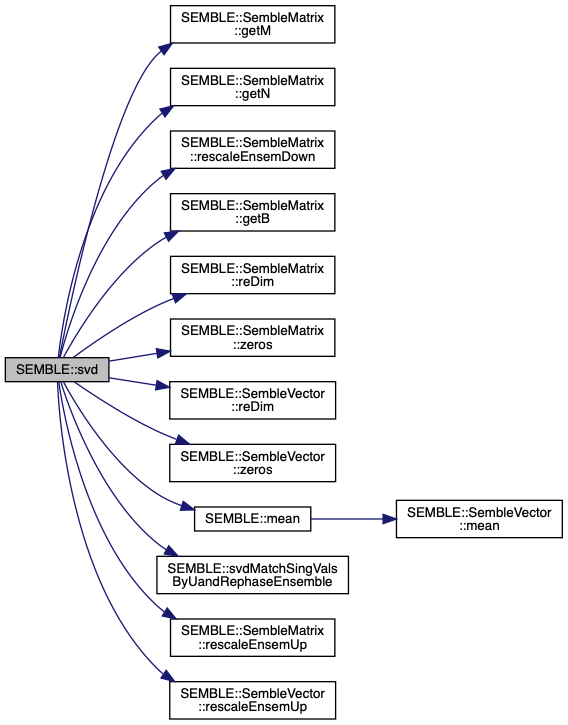 SEMBLE::SembleMatrix
::getM
SEMBLE::SembleMatrix
::getN
SEMBLE::SembleMatrix
::rescaleEnsemDown
SEMBLE::SembleMatrix
::getB
SEMBLE::SembleMatrix
::reDim
SEMBLE::SembleMatrix
::zeros
SEMBLE::svd
SEMBLE::SembleVector
::reDim
SEMBLE::SembleVector
::zeros
SEMBLE::mean
SEMBLE::SembleVector
::mean
SEMBLE::svdMatchSingVals
ByUandRephaseEnsemble
SEMBLE::SembleMatrix
::rescaleEnsemUp
SEMBLE::SembleVector
::rescaleEnsemUp